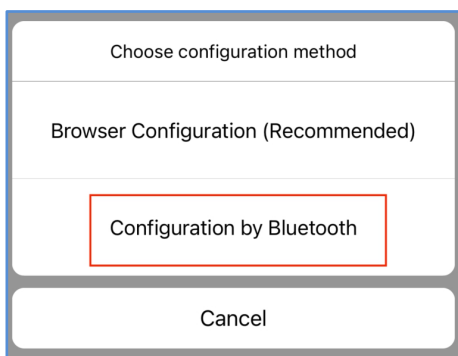 Choose configuration method
Browser Configuration (Recommended)
Configuration by Bluetooth
Cancel